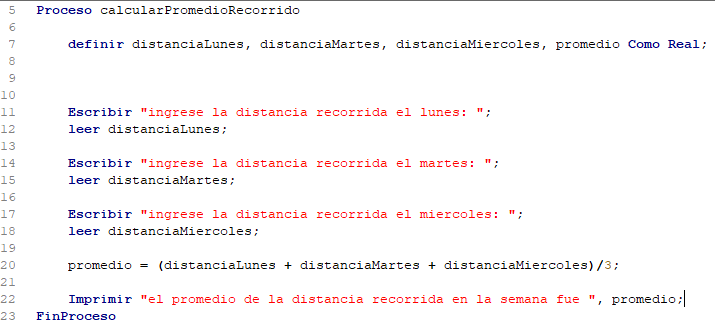 5 Proceso calcularPromedioRecorrido
6
7 definir distanciaLunes, distanciaMartes, distanciaMiercoles, promedio Como Real;
8
9
10
11 Escribir "ingrese la distancia recorrida el lunes: ";
12 leer distanciaLunes;
13
14 Escribir "ingrese la distancia recorrida el martes: ";
15 leer distanciaMartes;
16
17 Escribir "ingrese la distancia recorrida el miercoles: ";
18 leer distanciaMiercoles;
19
20 promedio = (distanciaLunes + distanciaMartes + distanciaMiercoles)/3;
21
22 Imprimir "el promedio de la distancia recorrida en la semana fue ", promedio;
23 FinProceso